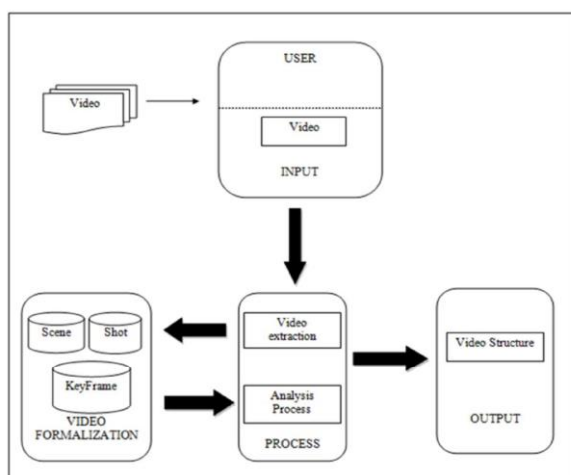 USER
Video
Video
INPUT
Scene
Shot
KeyFrame
VIDEO
FORMALIZATION
Video
extraction
Analysis
Process
PROCESS
Video Structure
OUTPUT